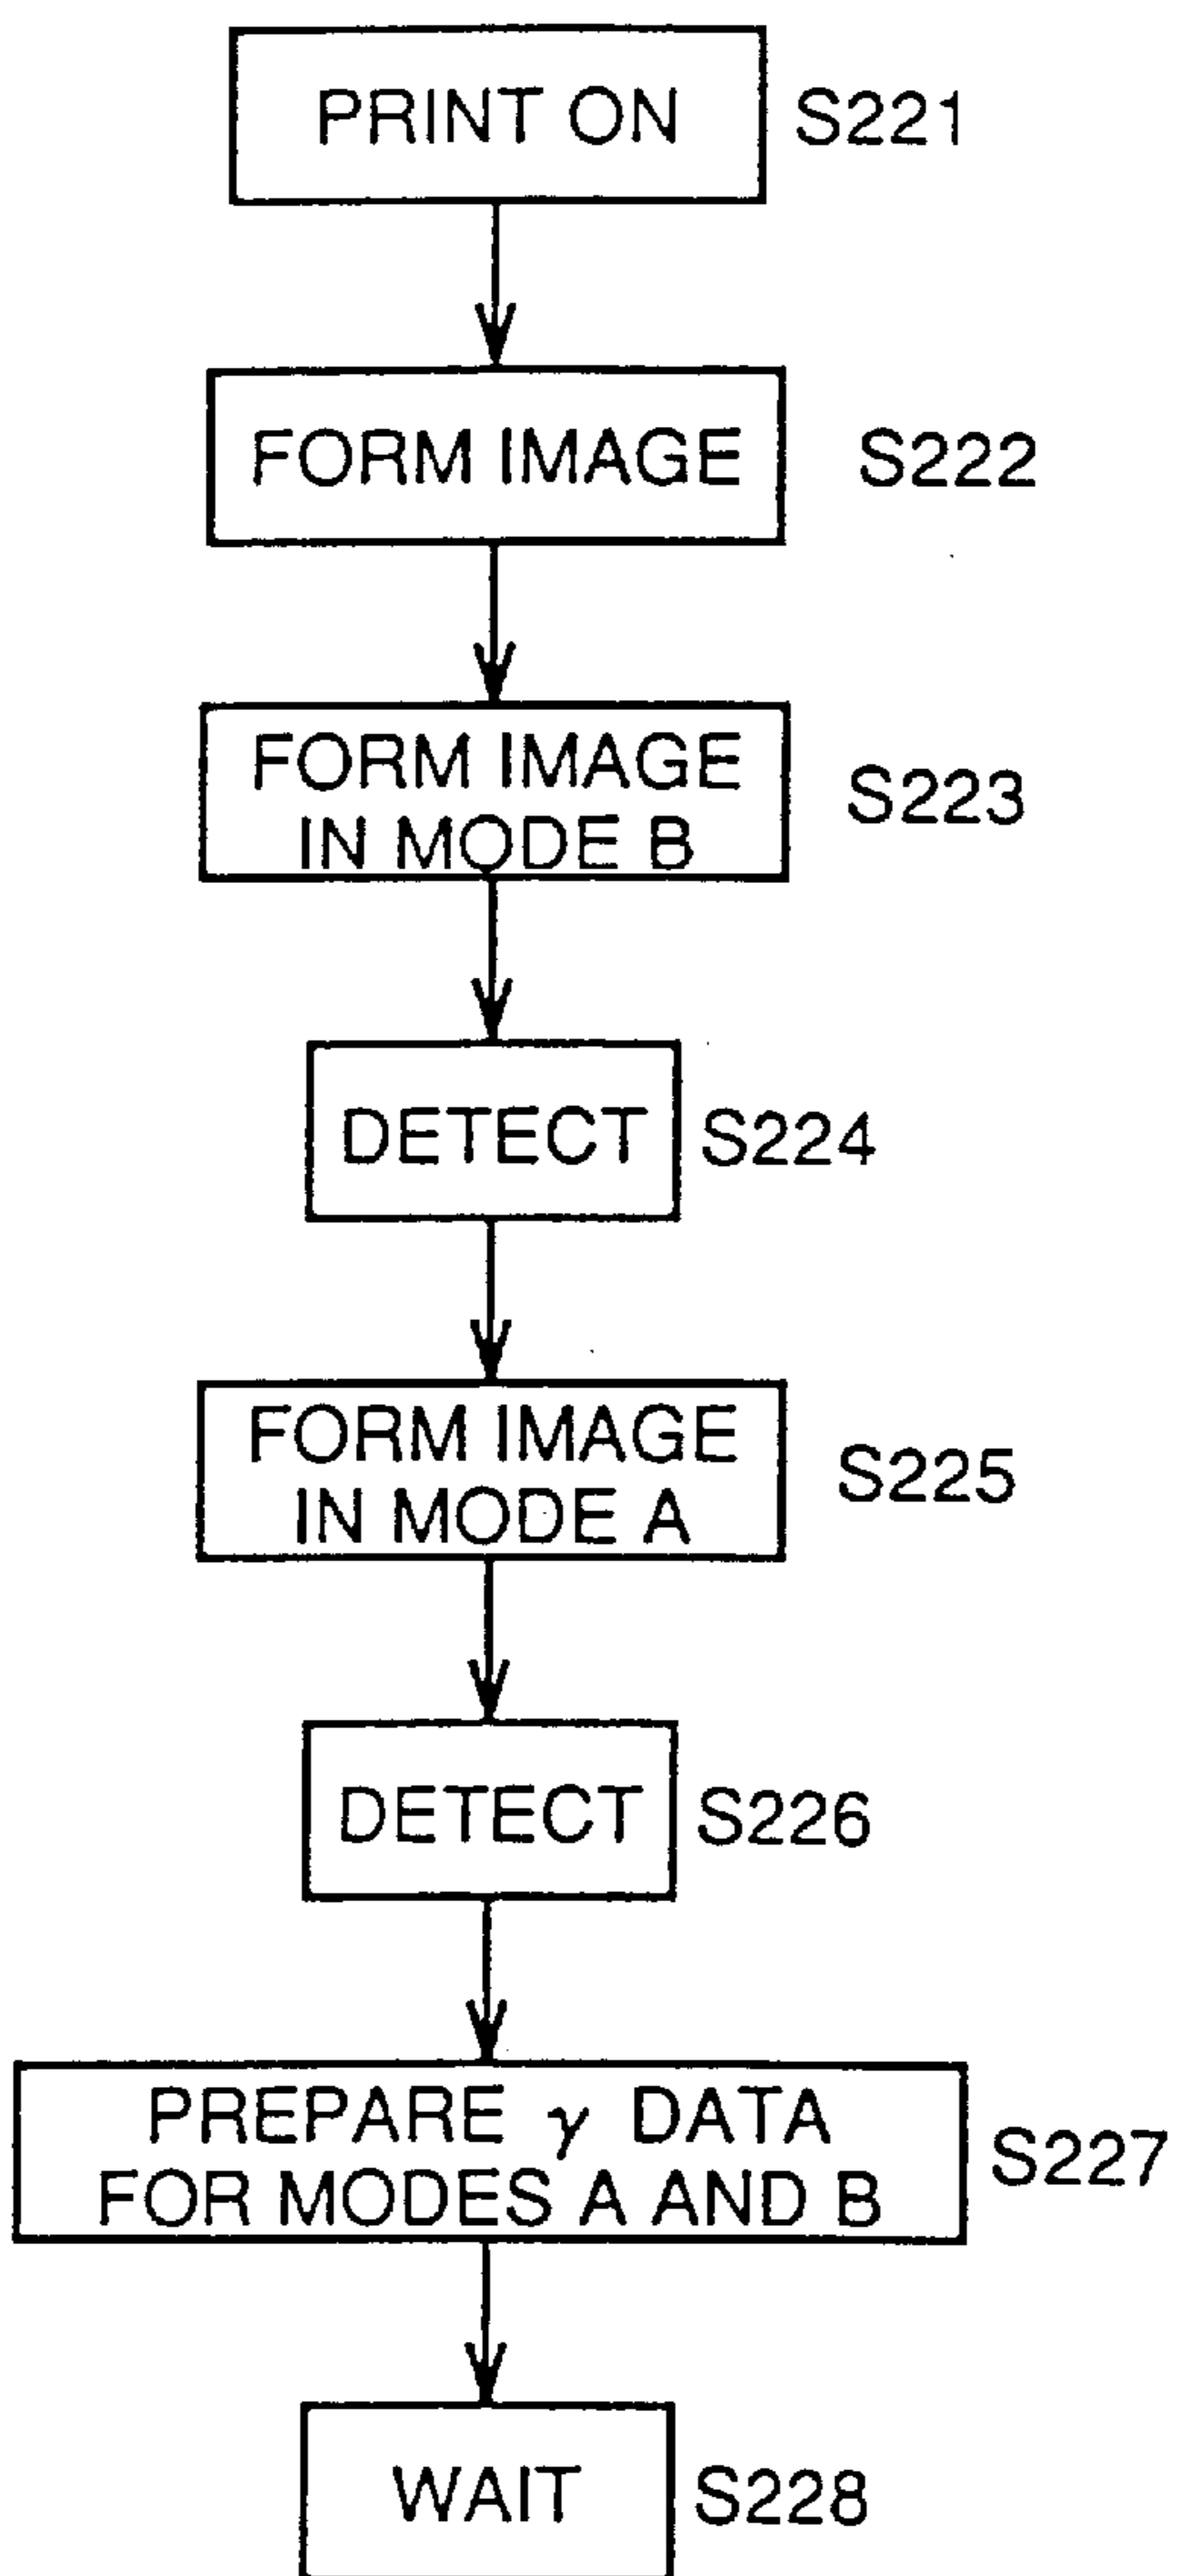 PRINT ON S221
FORM IMAGE S222
FORM IMAGE
IN MODE B
S223
DETECT S224
FORM IMAGE
IN MODE A
S225
DETECT S226
PREPARE γ DATA
FOR MODES A AND B
S227
WAIT S228